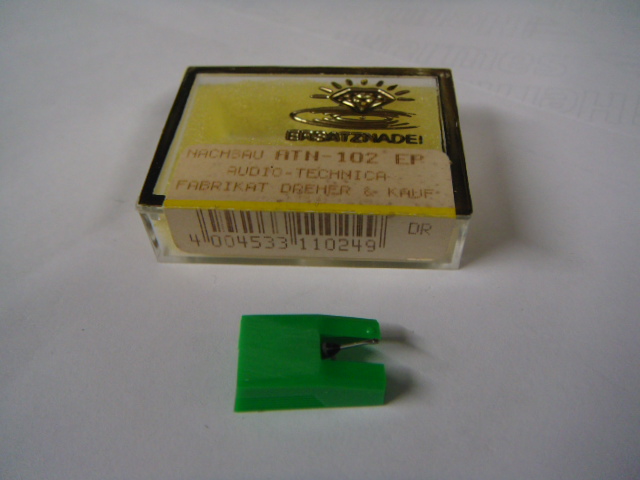 ERSATZNADEL
NACHBAU ATN-102 EP
AUDIO-TECHNICA
FABRIKAT DREHER & KAUF
4 004533 110249 DR